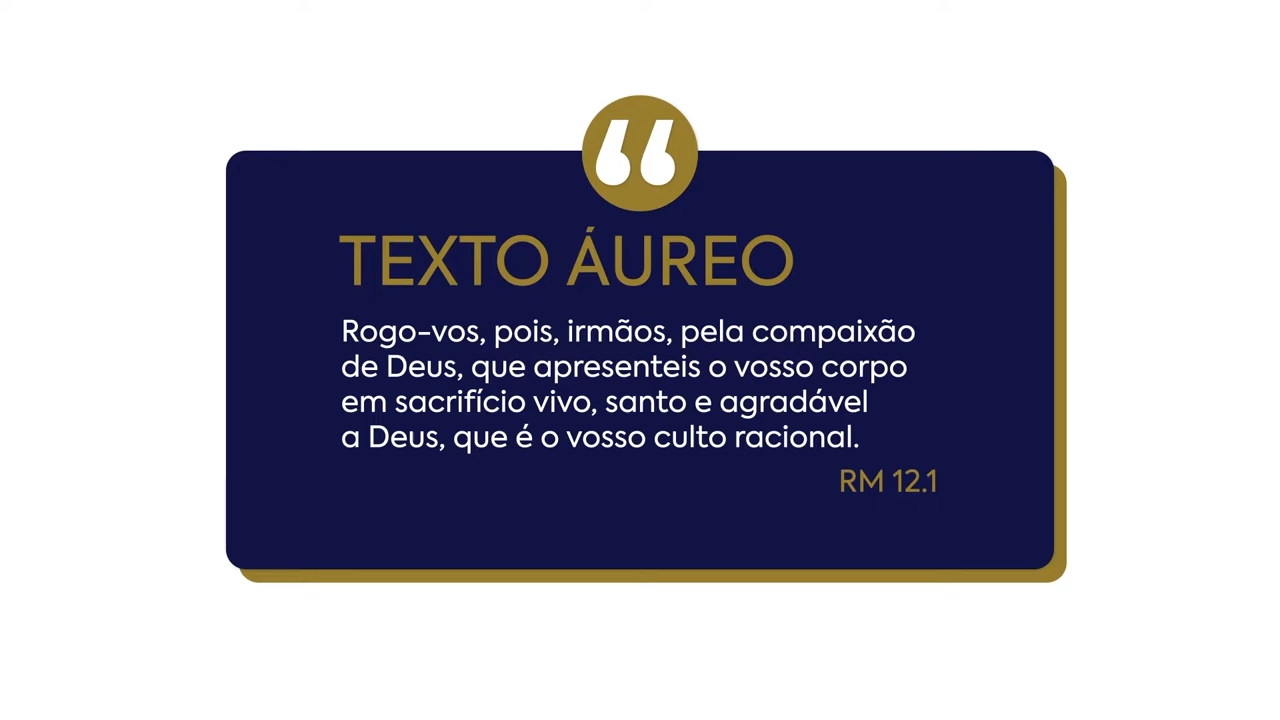 TEXTO ÁUREO
Rogo-vos, pois, irmãos, pela compaixão
de Deus, que apresenteis o vosso corpo
em sacrifício vivo, santo e agradável
a Deus, que é o vosso culto racional.
RM 12.1